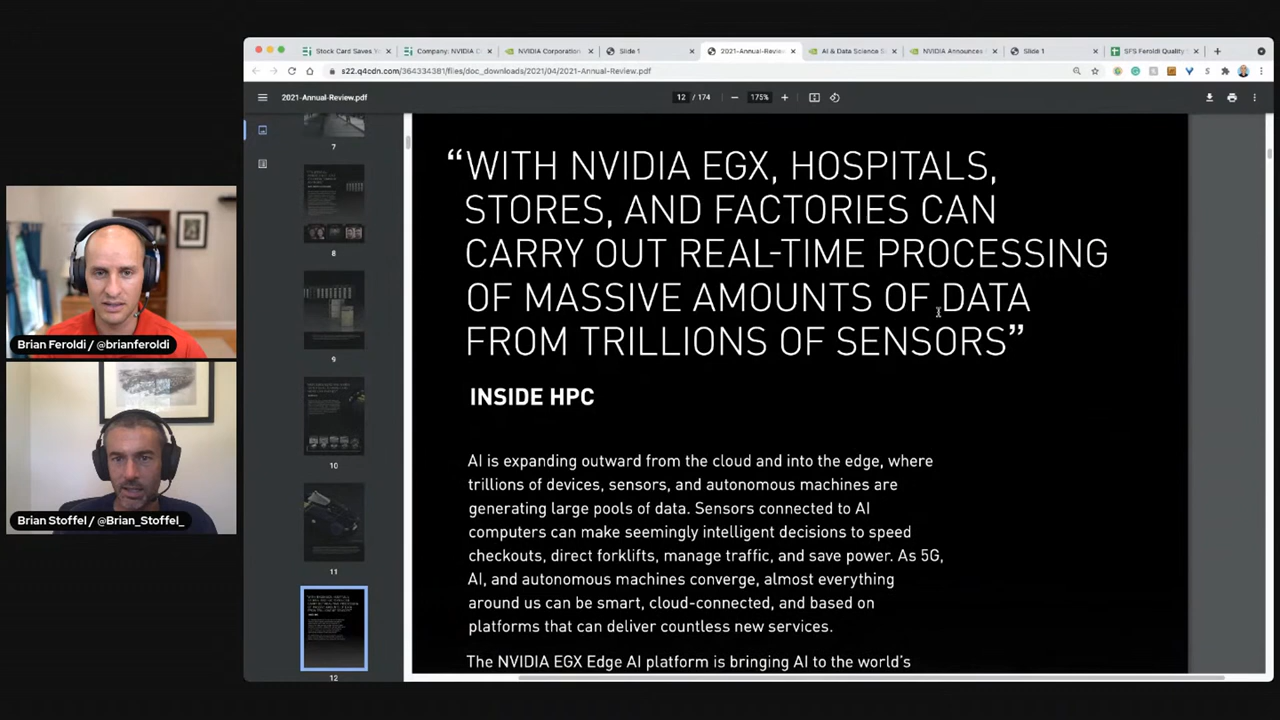 Stock Card Saves Y
Company: NVIDIA C
NVIDIA Corporation
Slide 1
2021-Annual-Revie
AI & Data Science S
NVIDIA Announces
Slide 1
SFS Feroldi Quality
s22.q4cdn.com/364334381/files/doc_downloads/2021/04/2021-Annual-Review.pdf
2021-Annual-Review.pdf
12 / 174
175%
7
8
9
10
11
12
“WITH NVIDIA EGX, HOSPITALS,
STORES, AND FACTORIES CAN
CARRY OUT REAL-TIME PROCESSING
OF MASSIVE AMOUNTS OF DATA
FROM TRILLIONS OF SENSORS”
INSIDE HPC
AI is expanding outward from the cloud and into the edge, where
trillions of devices, sensors, and autonomous machines are
generating large pools of data. Sensors connected to AI
computers can make seemingly intelligent decisions to speed
checkouts, direct forklifts, manage traffic, and save power. As 5G,
AI, and autonomous machines converge, almost everything
around us can be smart, cloud-connected, and based on
platforms that can deliver countless new services.
The NVIDIA EGX Edge AI platform is bringing AI to the world’s
Brian Feroldi / @brianferoldi
Brian Stoffel / @Brian_Stoffel_